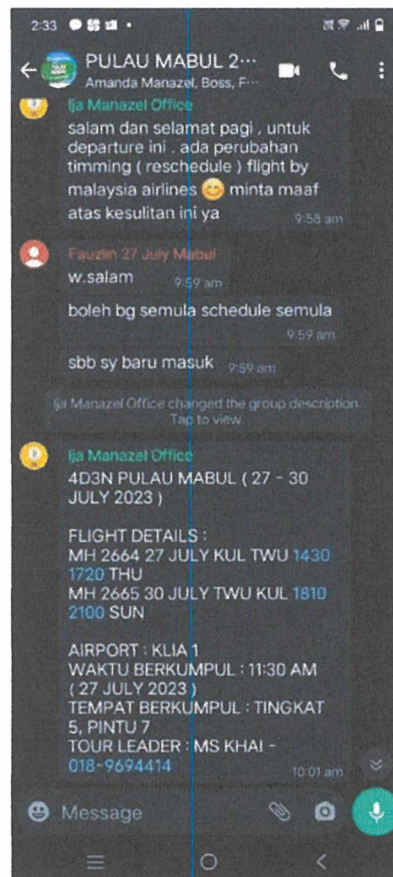 2:33
PULAU MABUL 2···
Amanda Manazel, Boss, F···
Ija Manazel Office
salam dan selamat pagi , untuk
departure ini , ada perubahan
timming ( reschedule ) flight by
malaysia airlines 😊 minta maaf
atas kesulitan ini ya
9:58 am
Fauziin 27 July Mabul
w.salam 9:59 am
boleh bg semula schedule semula
9:59 am
sbb sy baru masuk 9:59 am
Ija Manazel Office changed the group description.
Tap to view.
Ija Manazel Office
4D3N PULAU MABUL ( 27 - 30
JULY 2023 )
FLIGHT DETAILS :
MH 2664 27 JULY KUL TWU 1430
1720 THU
MH 2665 30 JULY TWU KUL 1810
2100 SUN
AIRPORT : KLIA 1
WAKTU BERKUMPUL : 11:30 AM
( 27 JULY 2023 )
TEMPAT BERKUMPUL : TINGKAT
5, PINTU 7
TOUR LEADER : MS KHAI -
018-9694414
10:01 am
Message